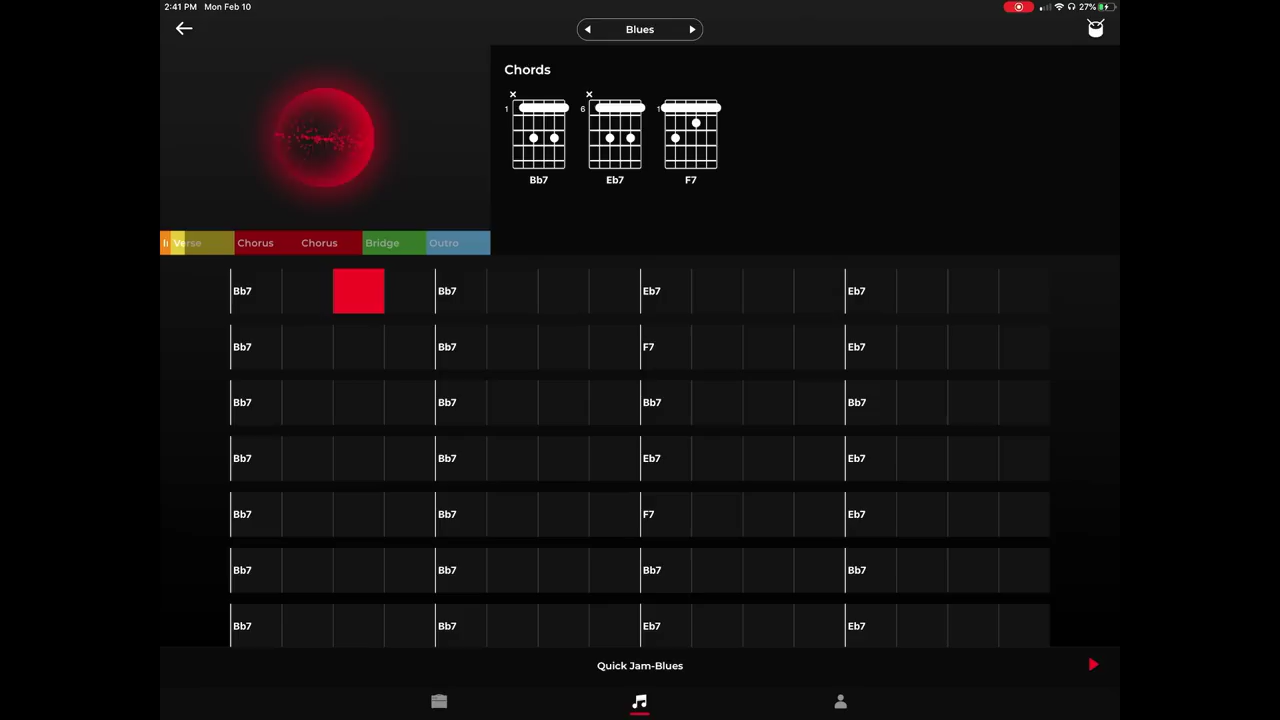 2:41 PM Mon Feb 10
27%
Blues
Chords
x x
1 6 1
Bb7 Eb7 F7
Verse Chorus Chorus Bridge Outro
Bb7 Bb7 Eb7 Eb7
Bb7 Bb7 F7 Eb7
Bb7 Bb7 Bb7 Bb7
Bb7 Bb7 Eb7 Eb7
Bb7 Bb7 F7 Eb7
Bb7 Bb7 Bb7 Bb7
Bb7 Bb7 Eb7 Eb7
Quick Jam-Blues